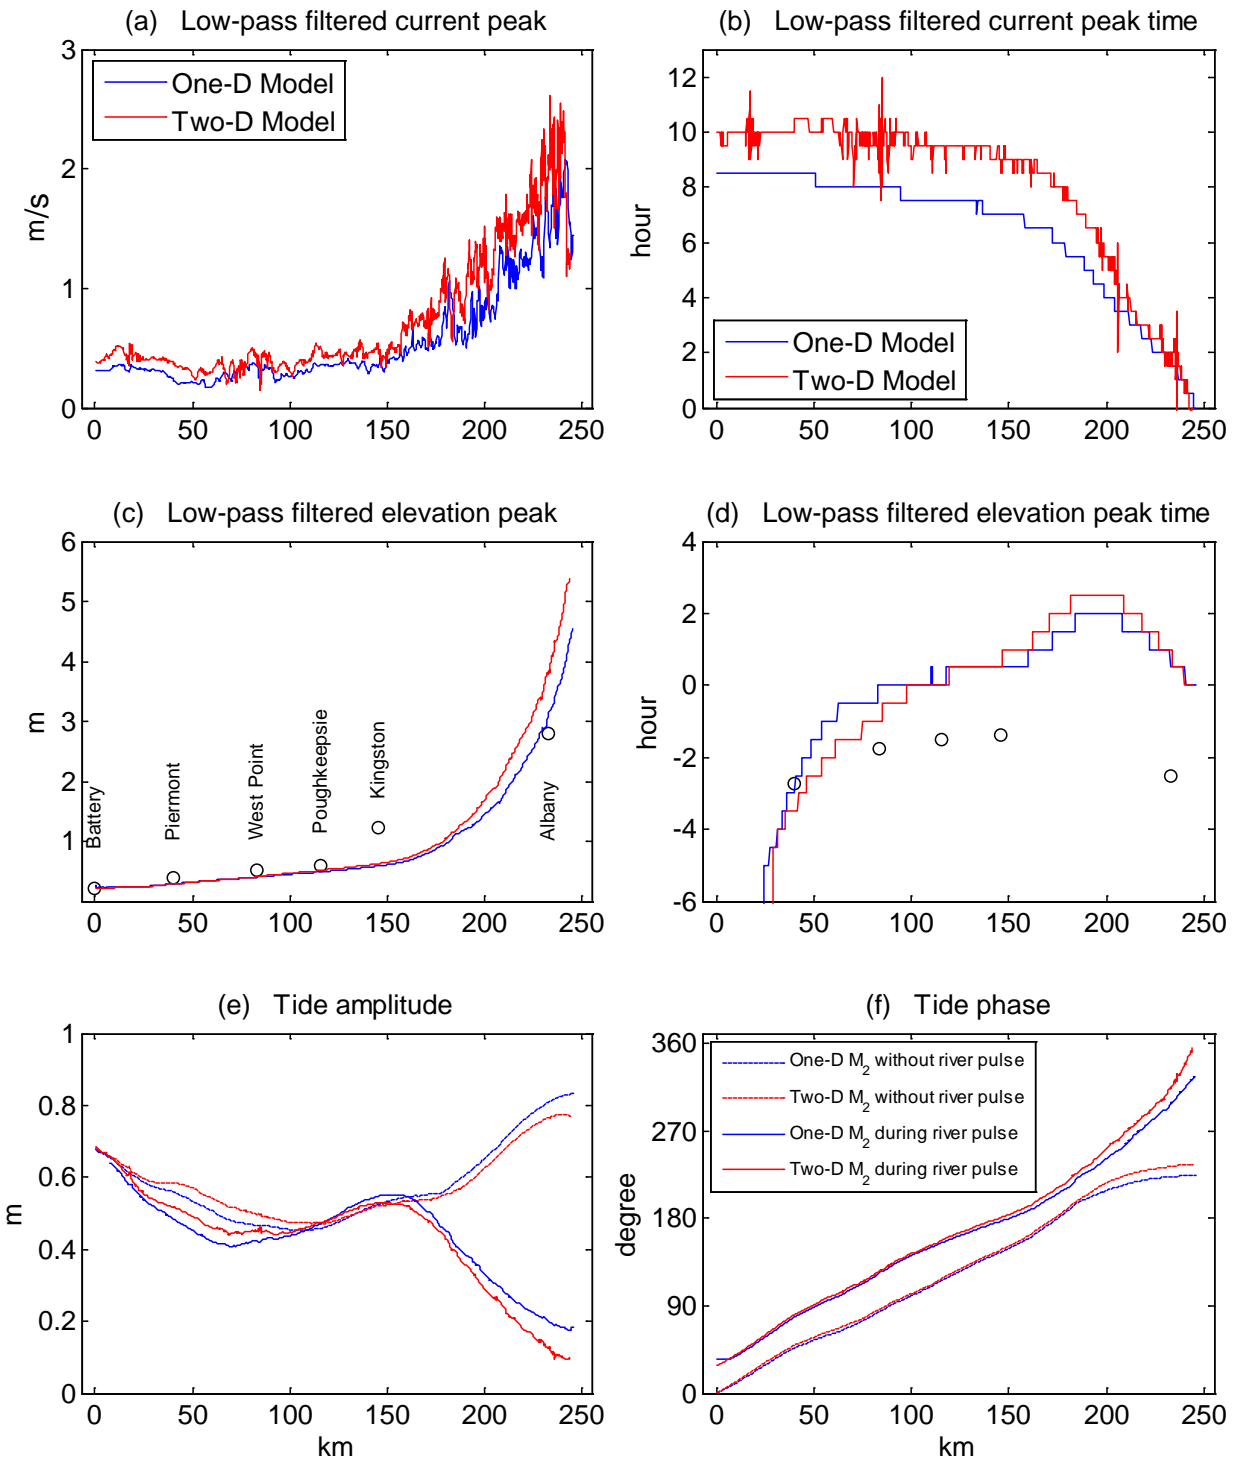 (a) Low-pass filtered current peak
3
2
1
0
m/s
One-D Model
Two-D Model
0 50 100 150 200 250
(b) Low-pass filtered current peak time
12
10
8
6
4
2
0
hour
One-D Model
Two-D Model
0 50 100 150 200 250
(c) Low-pass filtered elevation peak
6
5
4
3
2
1
m
Battery
Piermont
West Point
Poughkeepsie
Kingston
Albany
0 50 100 150 200 250
(d) Low-pass filtered elevation peak time
4
2
0
-2
-4
-6
hour
0 50 100 150 200 250
(e) Tide amplitude
1
0.8
0.6
0.4
0.2
0
m
0 50 100 150 200 250
km
(f) Tide phase
360
270
180
90
0
degree
One-D M2 without river pulse
Two-D M2 without river pulse
One-D M2 during river pulse
Two-D M2 during river pulse
0 50 100 150 200 250
km